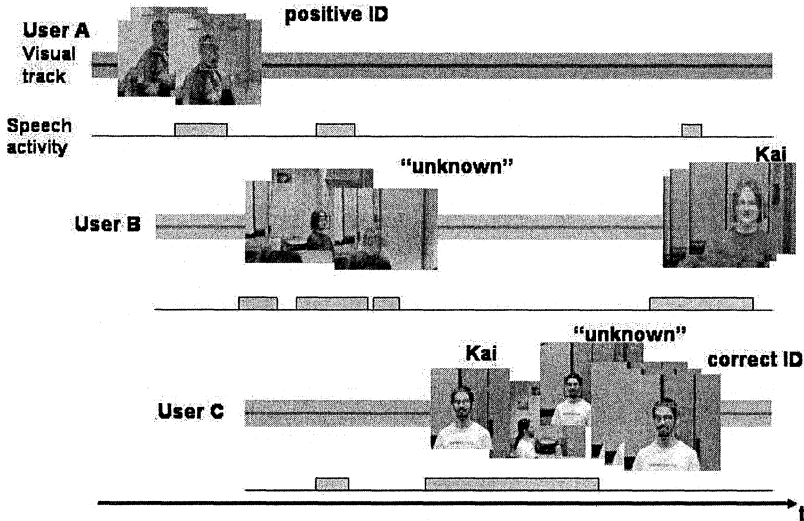 positive ID
User A
Visual
track
Speech
activity
"unknown"
Kai
User B
"unknown"
Kai
correct ID
User C
t